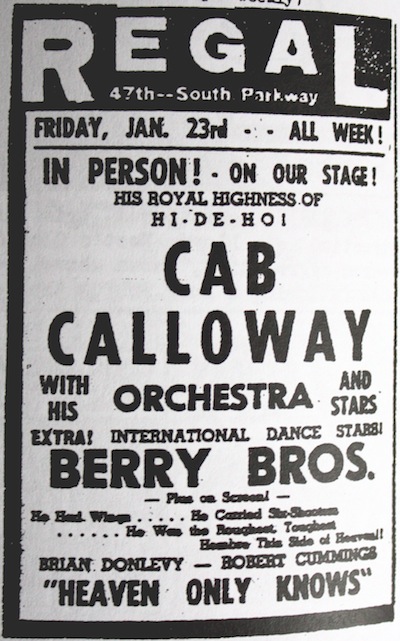 REGAL
47th--South Parkway
FRIDAY, JAN. 23rd - - ALL WEEK!
IN PERSON! - ON OUR STAGE!
HIS ROYAL HIGHNESS OF
HI-DE-HO!
CAB
CALLOWAY
WITH HIS ORCHESTRA AND STARS
EXTRA! INTERNATIONAL DANCE STARS!
BERRY BROS.
— Plus on Screen! —
He Had Wings . . . . . He Carried Six-Shooters
. . . . . . He Was the Roughest, Toughest
Hombre This Side of Heaven!!
BRIAN DONLEVY — ROBERT CUMMINGS
"HEAVEN ONLY KNOWS"